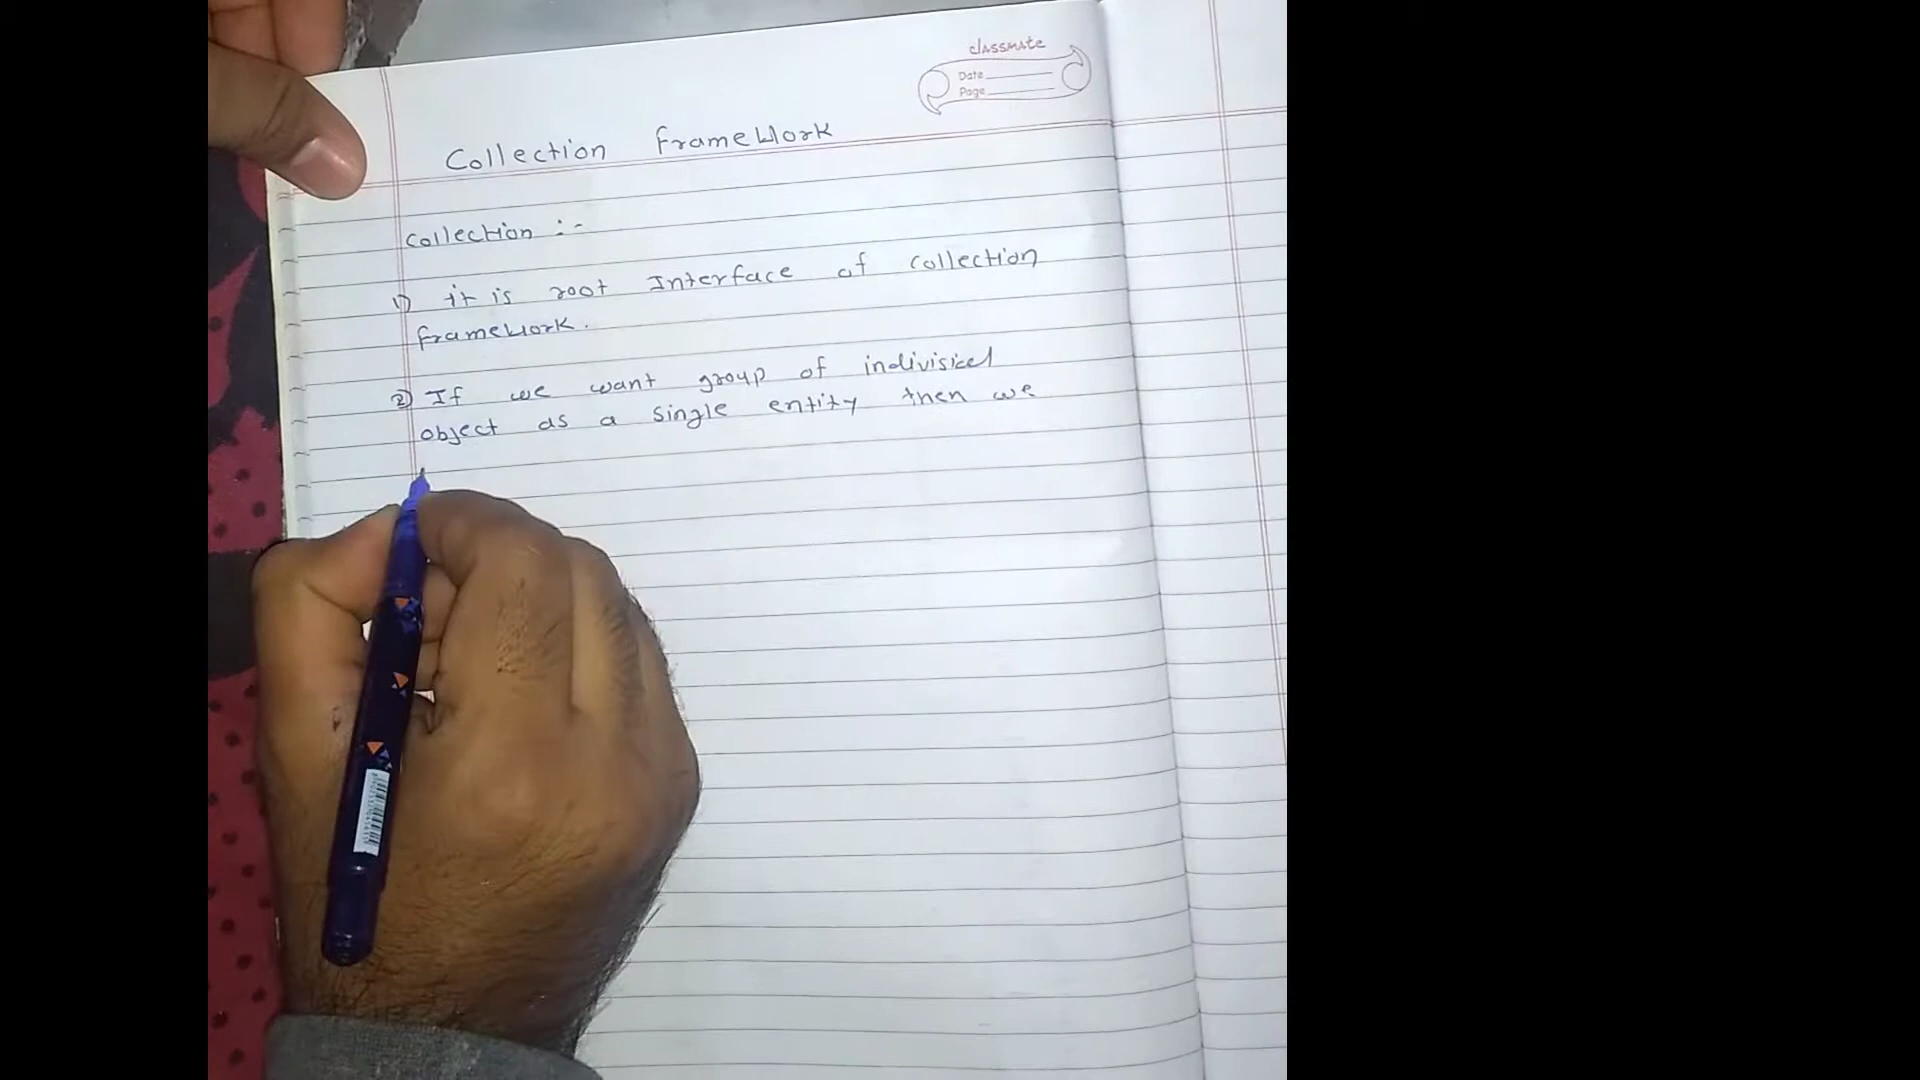 classmate
Date
Page
Collection Framework
Collection :-
1) it is root Interface of collection
framework.
2) If we want group of indivisiel
object as a single entity then we